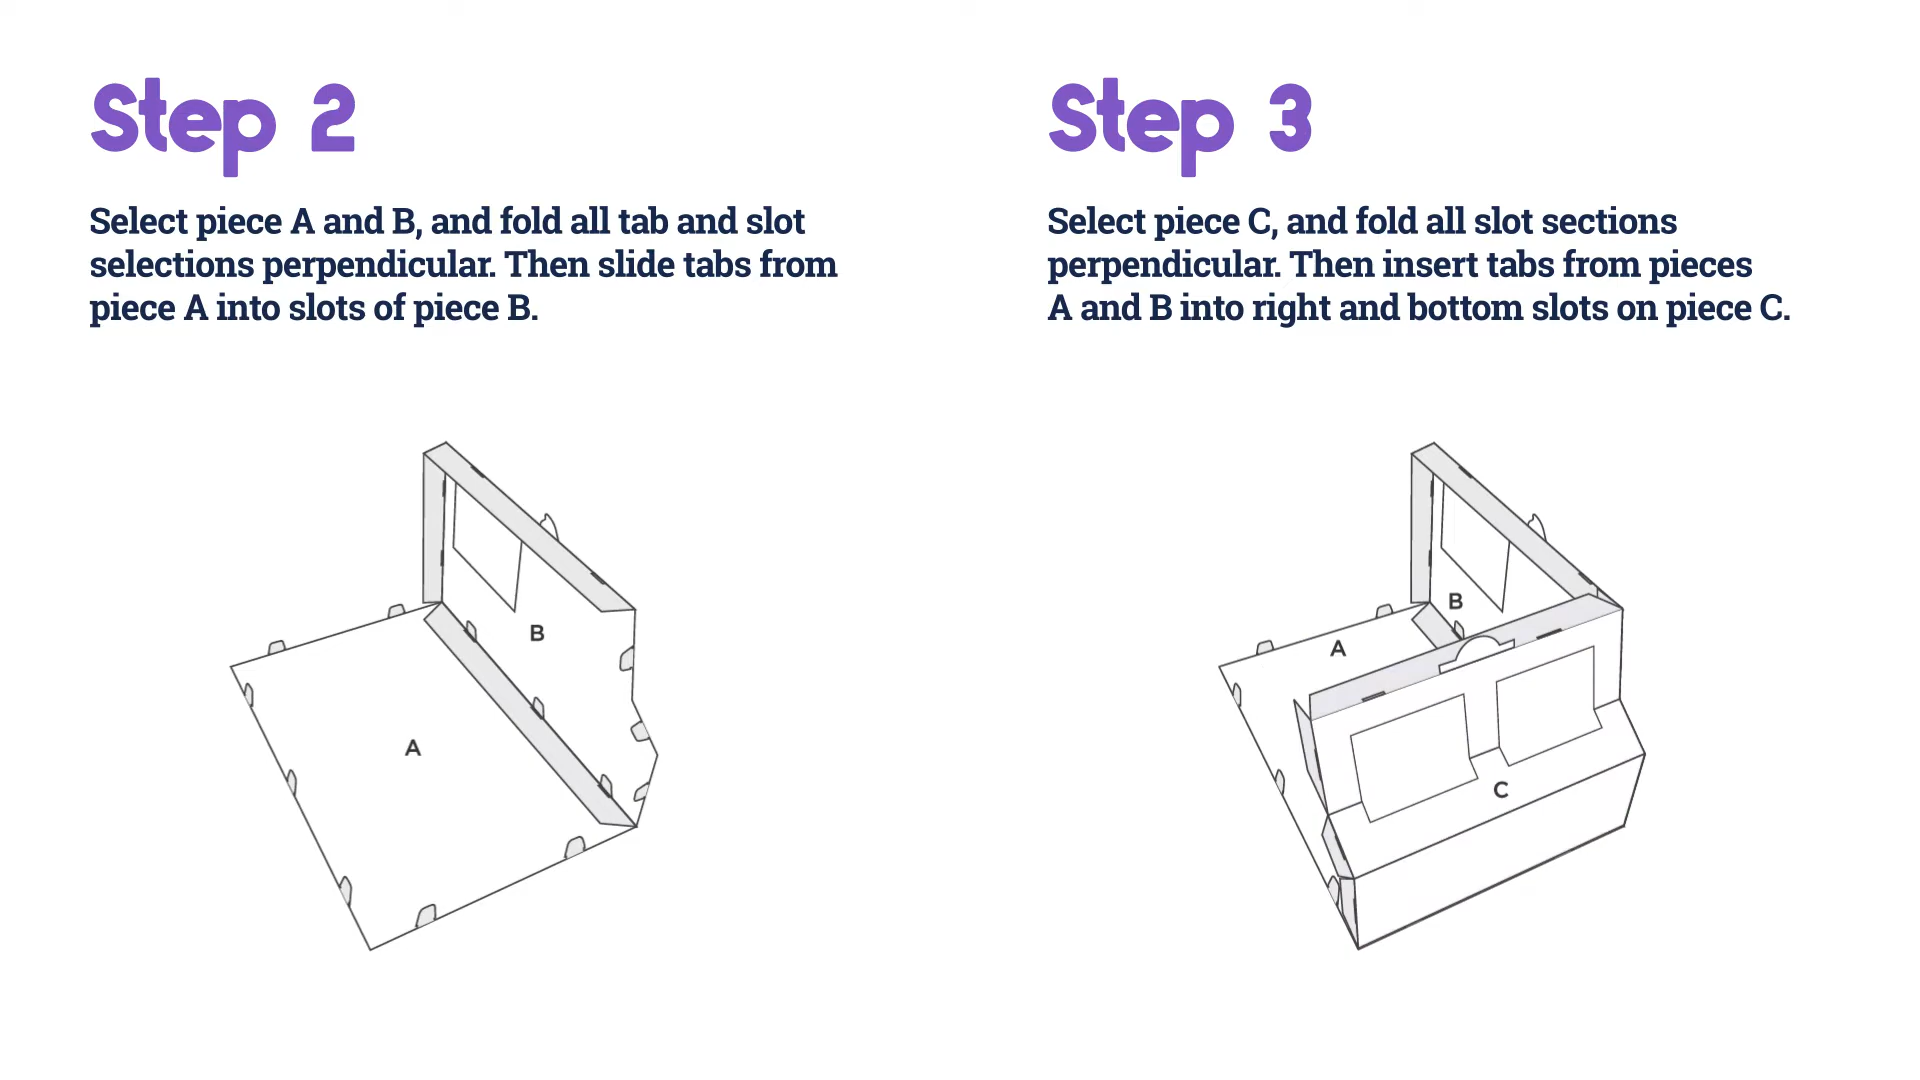 Step 2
Select piece A and B, and fold all tab and slot
selections perpendicular. Then slide tabs from
piece A into slots of piece B.
B
A
Step 3
Select piece C, and fold all slot sections
perpendicular. Then insert tabs from pieces
A and B into right and bottom slots on piece C.
B
A
C